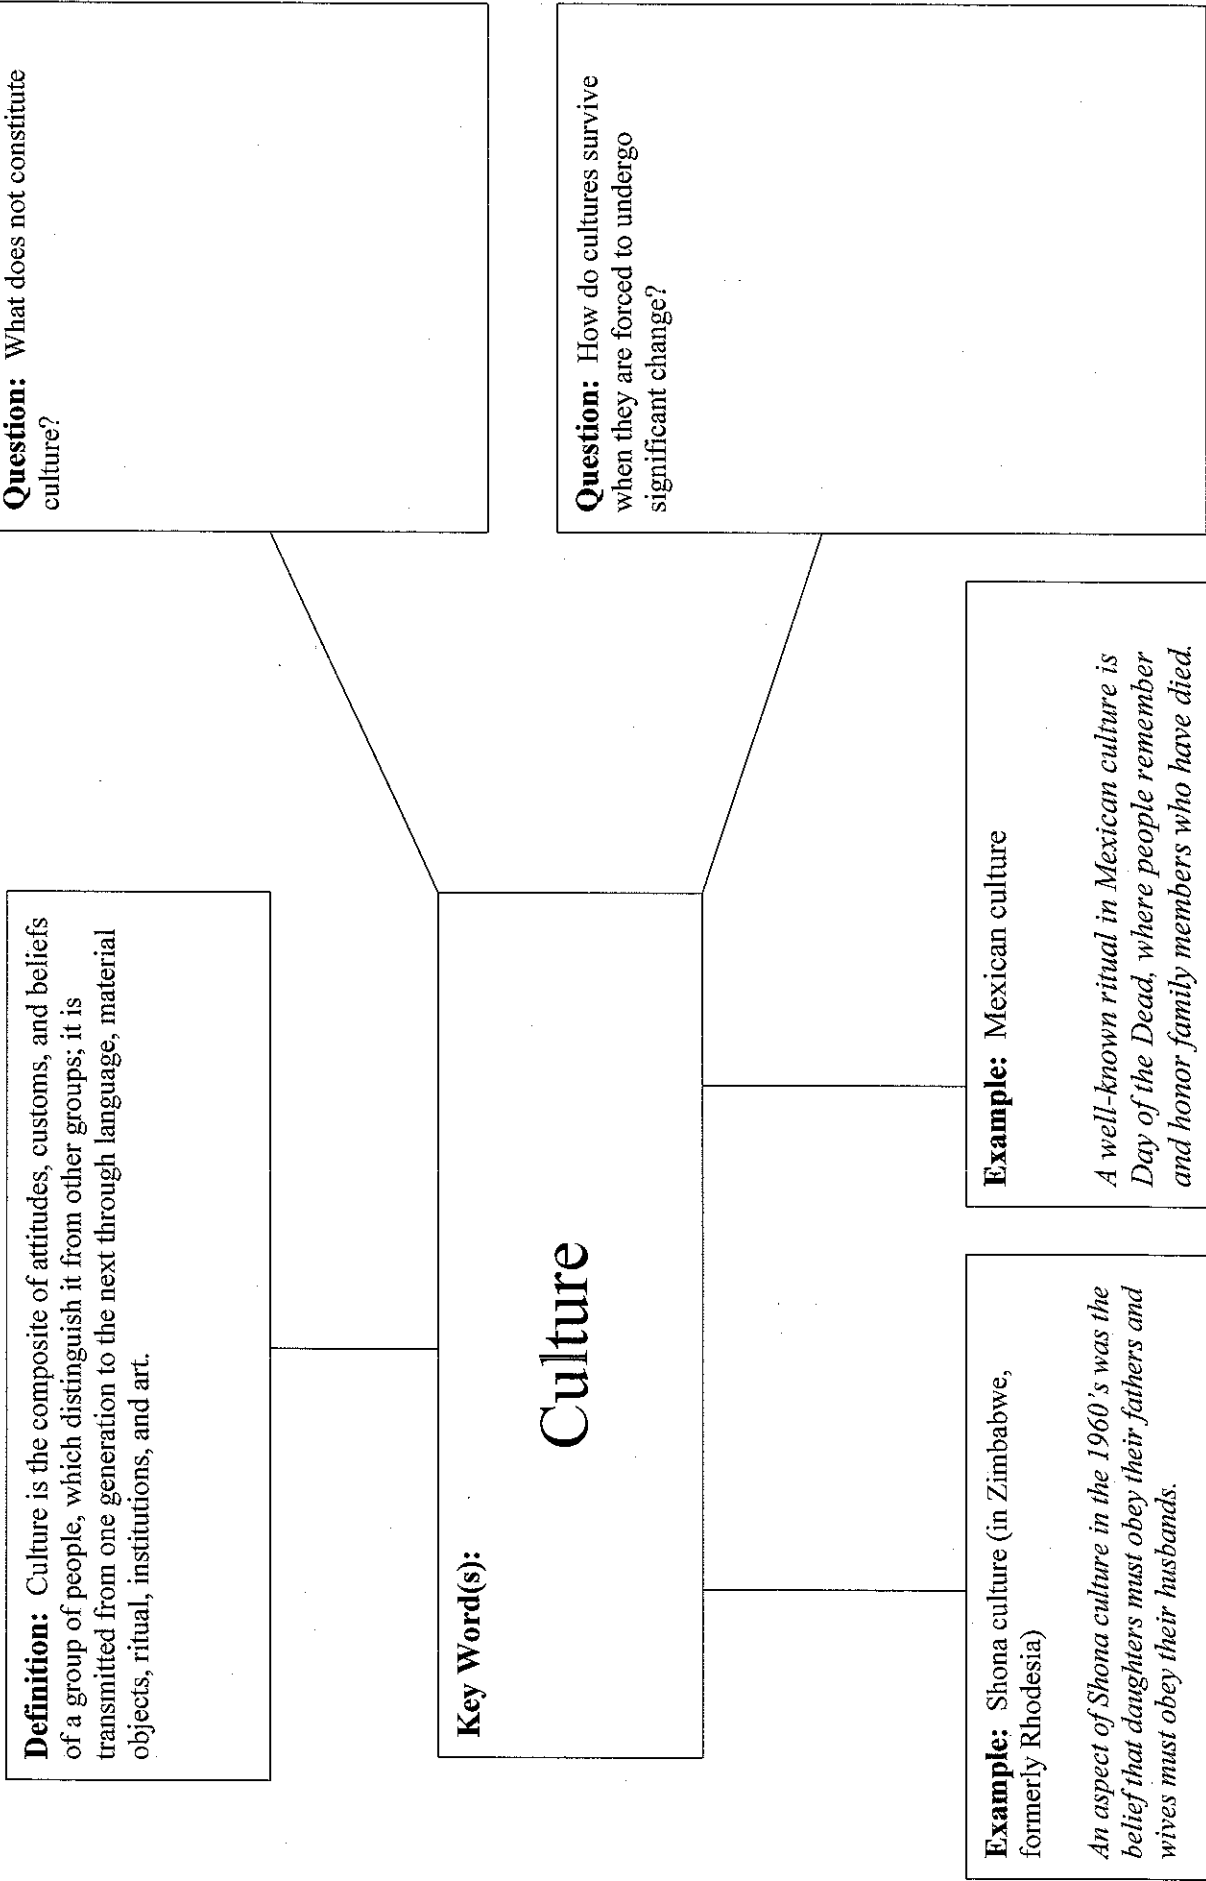 Definition: Culture is the composite of attitudes, customs, and beliefs
of a group of people, which distinguish it from other groups; it is
transmitted from one generation to the next through language, material
objects, ritual, institutions, and art.
Question: What does not constitute
culture?
Key Word(s):
Culture
Question: How do cultures survive
when they are forced to undergo
significant change?
Example: Shona culture (in Zimbabwe,
formerly Rhodesia)
An aspect of Shona culture in the 1960's was the
belief that daughters must obey their fathers and
wives must obey their husbands.
Example: Mexican culture
A well-known ritual in Mexican culture is
Day of the Dead, where people remember
and honor family members who have died.